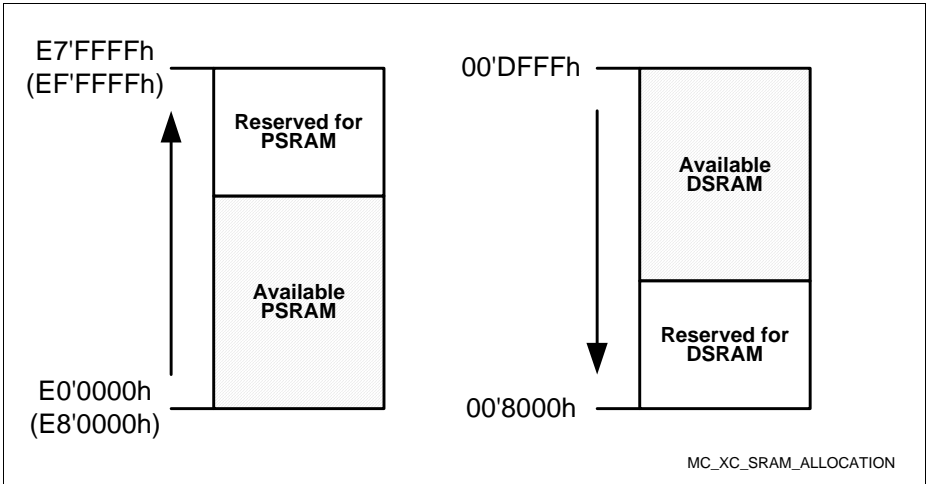 E7'FFFFh
(EF'FFFFh)
Reserved for
PSRAM
Available
PSRAM
E0'0000h
(E8'0000h)
00'DFFFh
Available
DSRAM
Reserved for
DSRAM
00'8000h
MC_XC_SRAM_ALLOCATION